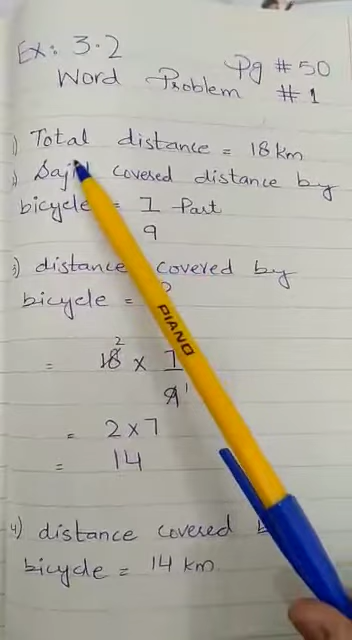 Ex: 3.2
Pg # 50
Word Problem # 1
1) Total distance = 18 km
covered distance by
bicycle = 7 Part
9
3) distance covered by
bicycle =
2
= 18 × 7
9 1
= 2 × 7
= 14
4) distance covered
bicycle = 14 km
PIANO